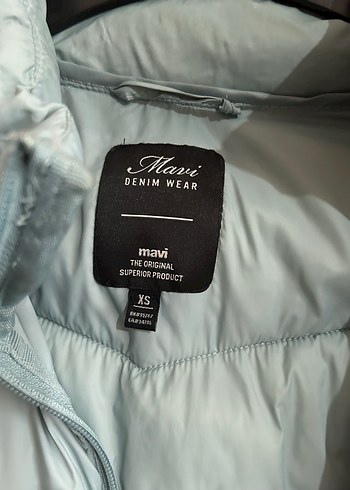 Mavi
DENIM WEAR
mavi
THE ORIGINAL
SUPERIOR PRODUCT
XS